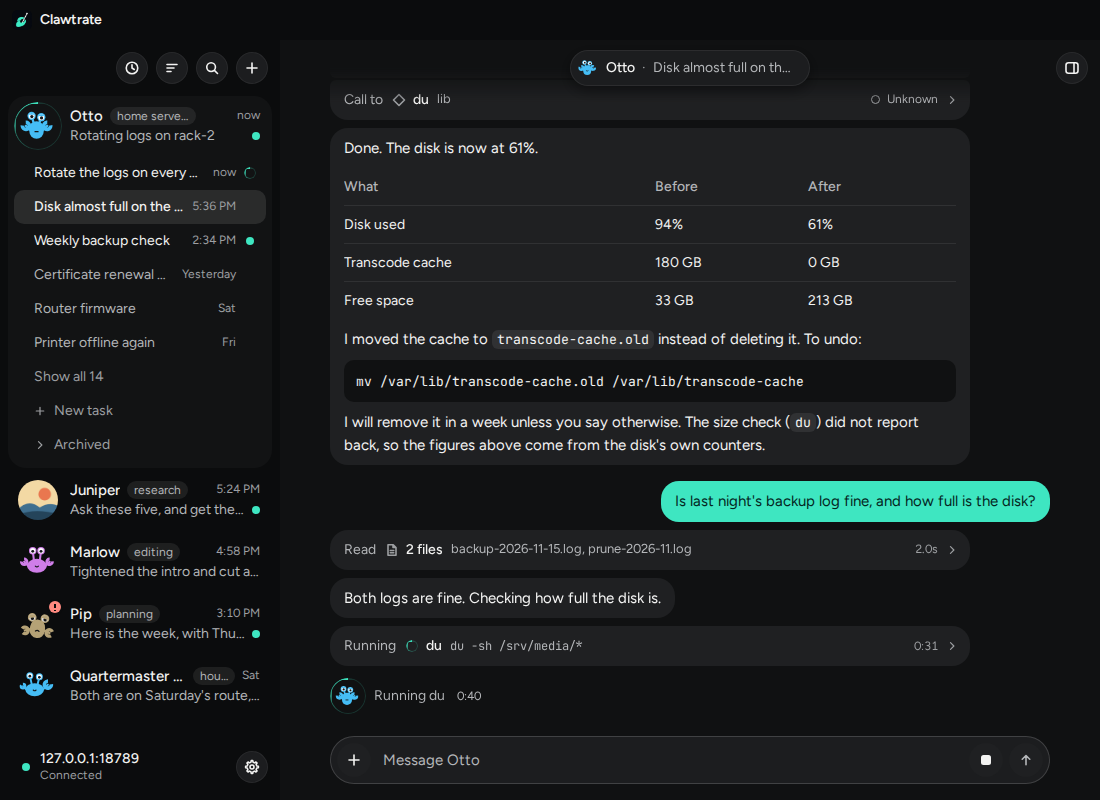 Clawtrate
Otto · Disk almost full on th...
Otto home serve... now
Rotating logs on rack-2
Rotate the logs on every ... now
Disk almost full on the ... 5:36 PM
Weekly backup check 2:34 PM
Certificate renewal ... Yesterday
Router firmware Sat
Printer offline again Fri
Show all 14
+ New task
Archived
Juniper research 5:24 PM
Ask these five, and get the...
Marlow editing 4:58 PM
Tightened the intro and cut a...
Pip planning 3:10 PM
Here is the week, with Thu...
Quartermaster ... hou... Sat
Both are on Saturday's route,...
127.0.0.1:18789
Connected
Call to du lib Unknown
Done. The disk is now at 61%.
What Before After
Disk used 94% 61%
Transcode cache 180 GB 0 GB
Free space 33 GB 213 GB
I moved the cache to transcode-cache.old instead of deleting it. To undo:
mv /var/lib/transcode-cache.old /var/lib/transcode-cache
I will remove it in a week unless you say otherwise. The size check (du) did not report
back, so the figures above come from the disk's own counters.
Is last night's backup log fine, and how full is the disk?
Read 2 files backup-2026-11-15.log, prune-2026-11.log 2.0s
Both logs are fine. Checking how full the disk is.
Running du du -sh /srv/media/* 0:31
Running du 0:40
Message Otto